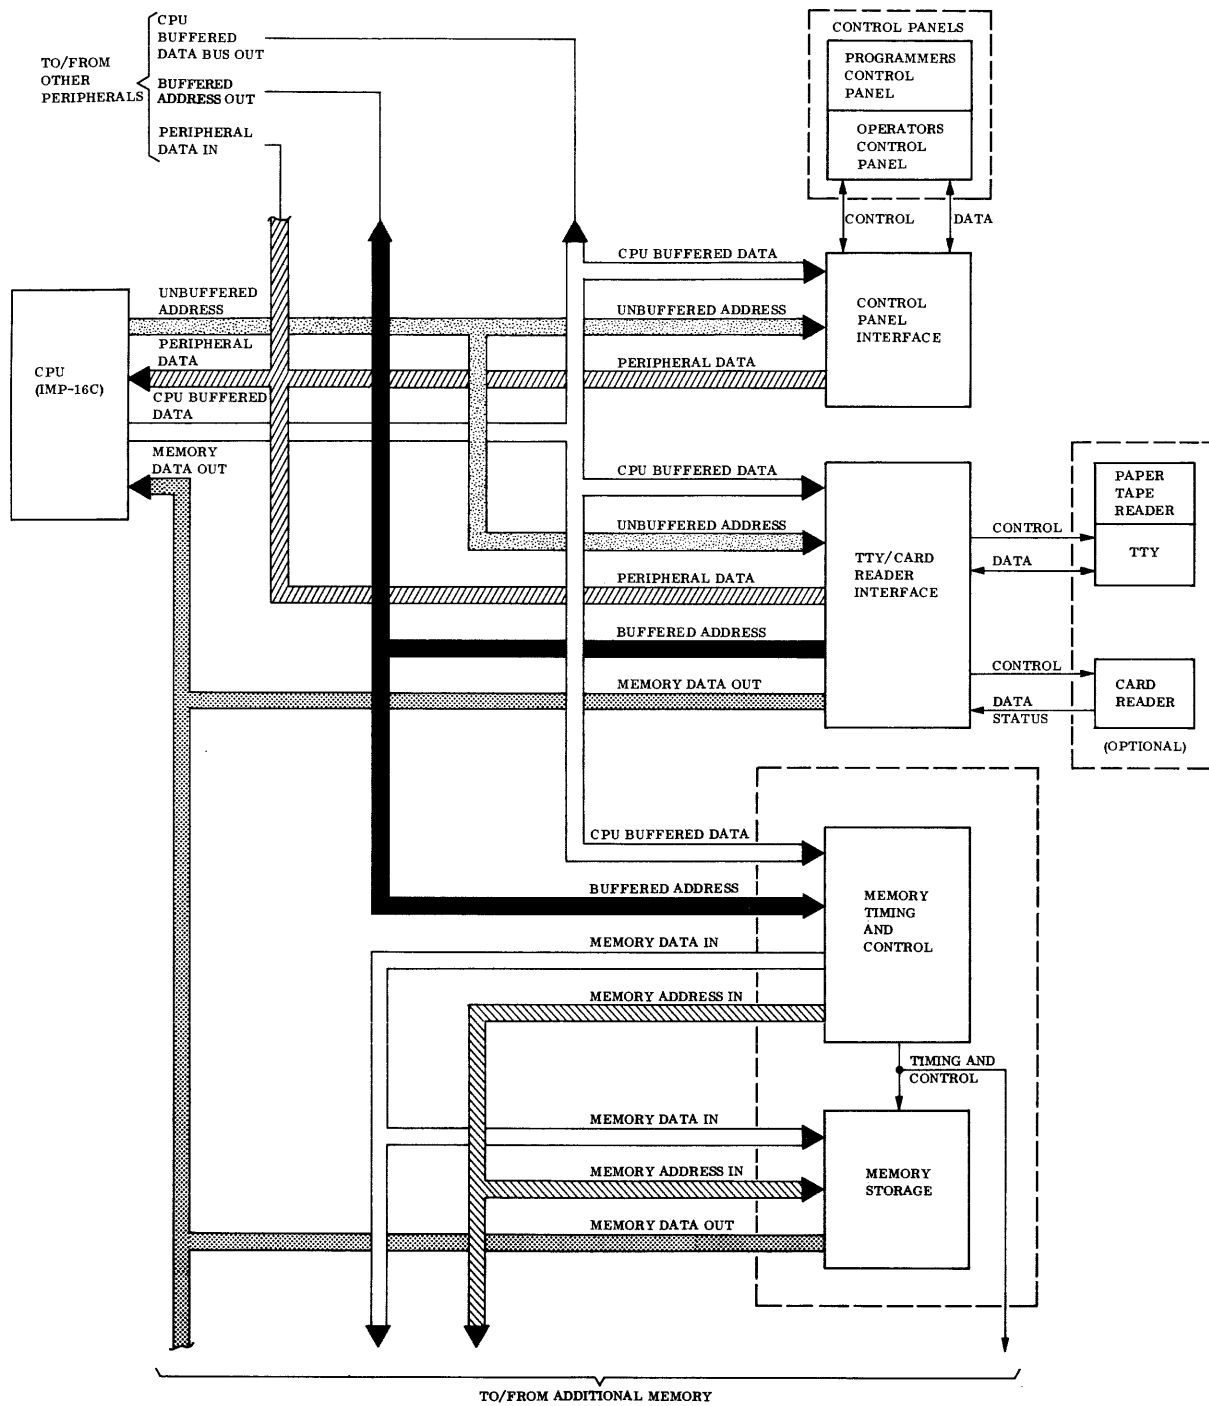 CPU
BUFFERED
DATA BUS OUT
TO/FROM
OTHER
PERIPHERALS
BUFFERED
ADDRESS OUT
PERIPHERAL
DATA IN
CONTROL PANELS
PROGRAMMERS
CONTROL
PANEL
OPERATORS
CONTROL
PANEL
CONTROL
DATA
CPU BUFFERED DATA
UNBUFFERED ADDRESS
PERIPHERAL DATA
CONTROL
PANEL
INTERFACE
UNBUFFERED
ADDRESS
PERIPHERAL
DATA
CPU BUFFERED
DATA
MEMORY
DATA OUT
CPU
(IMP-16C)
CPU BUFFERED DATA
UNBUFFERED ADDRESS
PERIPHERAL DATA
BUFFERED ADDRESS
MEMORY DATA OUT
TTY/CARD
READER
INTERFACE
CONTROL
DATA
PAPER
TAPE
READER
TTY
CONTROL
DATA
STATUS
CARD
READER
(OPTIONAL)
CPU BUFFERED DATA
BUFFERED ADDRESS
MEMORY DATA IN
MEMORY ADDRESS IN
MEMORY
TIMING
AND
CONTROL
TIMING AND
CONTROL
MEMORY DATA IN
MEMORY ADDRESS IN
MEMORY DATA OUT
MEMORY
STORAGE
TO/FROM ADDITIONAL MEMORY